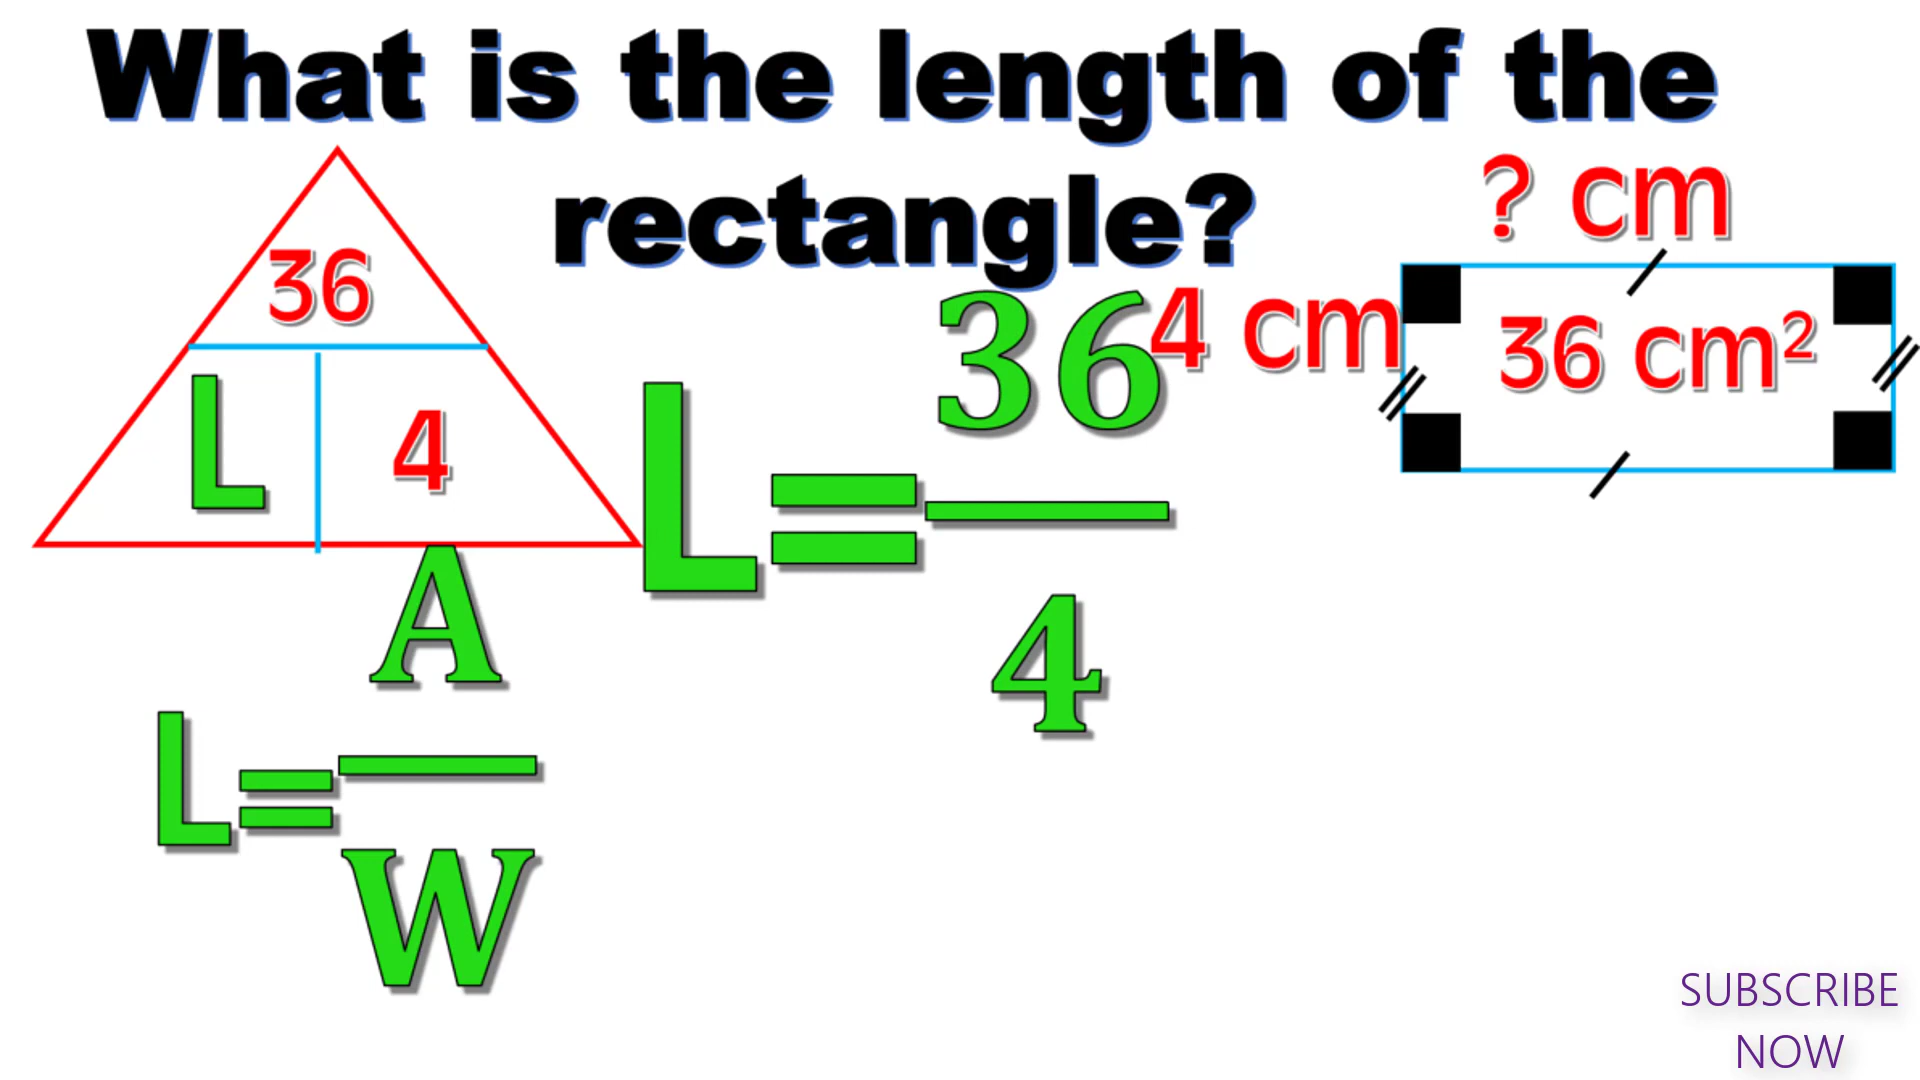 What is the length of the
rectangle?
36
L
4
L=A/W
L=36/4
? cm
4 cm
36 cm²
SUBSCRIBE
NOW